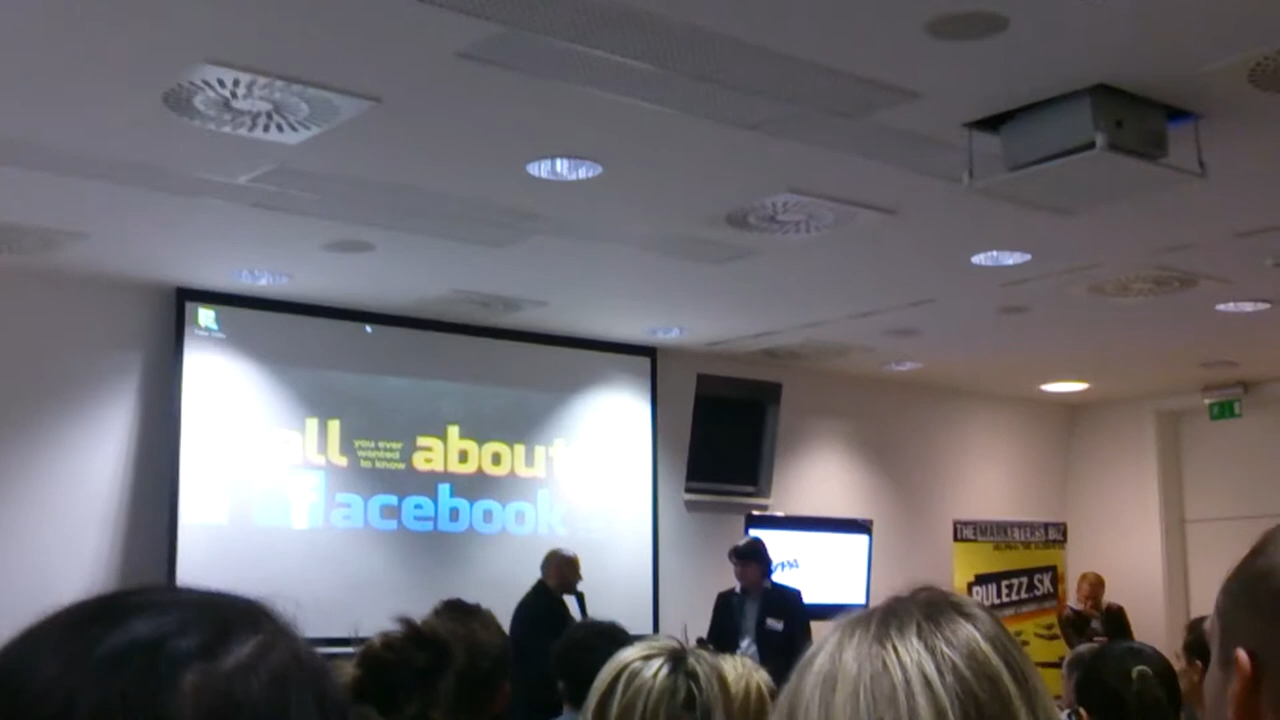 all you ever about
wanted
to know
facebook
THE MARKETERS.BIZ
RULEZZ.SK